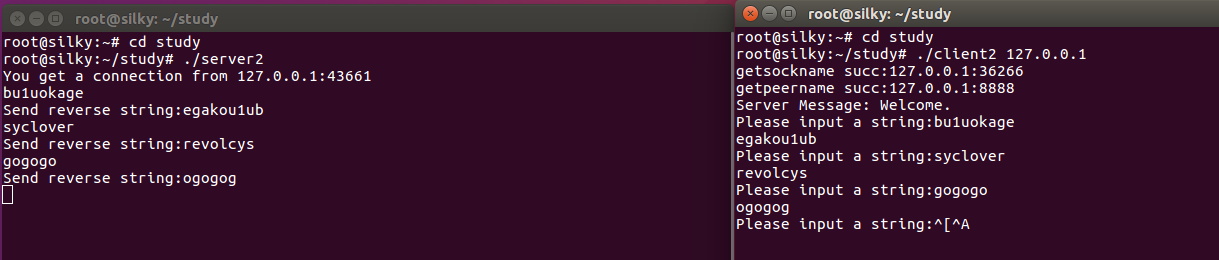 root@silky: ~/study
root@silky:~# cd study
root@silky:~/study# ./server2
You get a connection from 127.0.0.1:43661
bu1uokage
Send reverse string:egakou1ub
syclover
Send reverse string:revolcys
gogogo
Send reverse string:ogogog
root@silky: ~/study
root@silky:~# cd study
root@silky:~/study# ./client2 127.0.0.1
getsockname succ:127.0.0.1:36266
getpeername succ:127.0.0.1:8888
Server Message: Welcome.
Please input a string:bu1uokage
egakou1ub
Please input a string:syclover
revolcys
Please input a string:gogogo
ogogog
Please input a string:^[^A